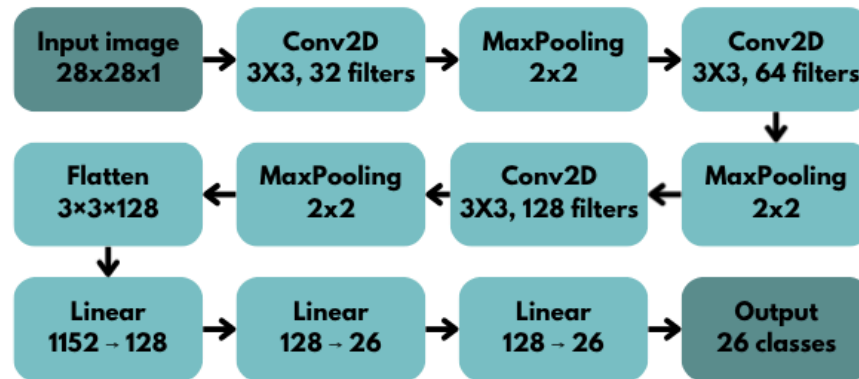 Input image
28x28x1
Conv2D
3X3, 32 filters
MaxPooling
2x2
Conv2D
3X3, 64 filters
MaxPooling
2x2
Conv2D
3X3, 128 filters
MaxPooling
2x2
Flatten
3×3×128
Linear
1152 → 128
Linear
128 → 26
Linear
128 → 26
Output
26 classes